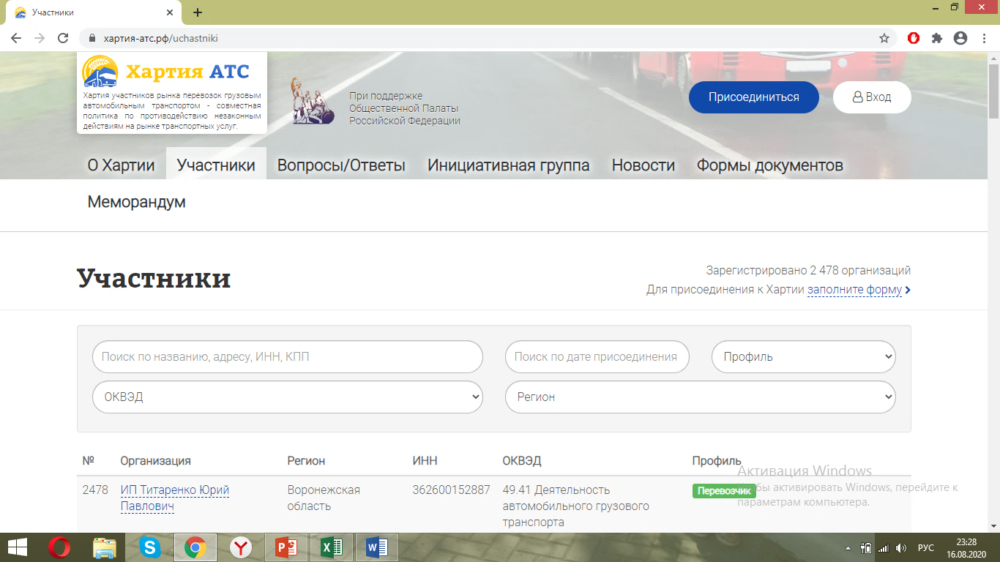 Участники
хартия-атс.рф/uchastniki
Хартия АТС
Хартия участников рынка перевозок грузовым
автомобильным транспортом - совместная
политика по противодействию незаконным
действиям на рынке транспортных услуг.
При поддержке
Общественной Палаты
Российской Федерации
Присоединиться
Вход
О Хартии
Участники
Вопросы/Ответы
Инициативная группа
Новости
Формы документов
Меморандум
Участники
Зарегистрировано 2 478 организаций
Для присоединения к Хартии заполните форму
Поиск по названию, адресу, ИНН, КПП
Поиск по дате присоединения
Профиль
ОКВЭД
Регион
№ Организация Регион ИНН ОКВЭД Профиль
2478 ИП Титаренко Юрий Воронежская 362600152887 49.41 Деятельность Перевозчик
Павлович область автомобильного грузового
транспорта
Активация Windows
Чтобы активировать Windows, перейдите к
параметрам компьютера.
РУС
23:28
16.08.2020